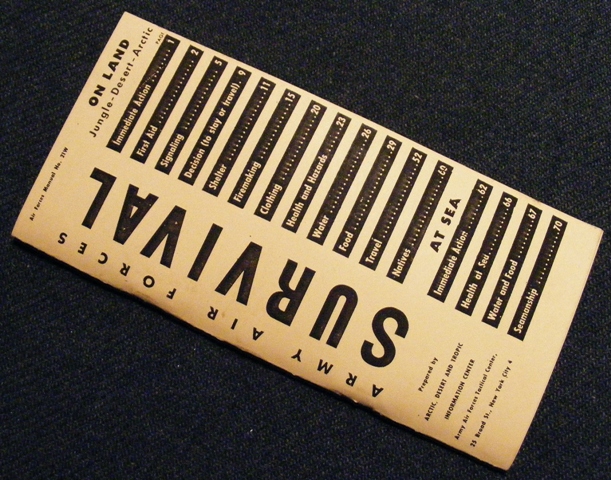 Air Forces Manual No. 21W
ARMY AIR FORCES
SURVIVAL
ON LAND
Jungle-Desert-Arctic
PAGE
Immediate Action 1
First Aid 2
Signaling 5
Decision (to stay or travel) 9
Shelter 11
Firemaking 15
Clothing 20
Health and Hazards 23
Water 26
Food 29
Travel 52
Natives 60
AT SEA
Immediate Action 62
Health at Sea 66
Water and Food 67
Seamanship 70
Prepared by
ARCTIC, DESERT AND TROPIC
INFORMATION CENTER
Army Air Forces Tactical Center,
25 Broad St., New York City 4